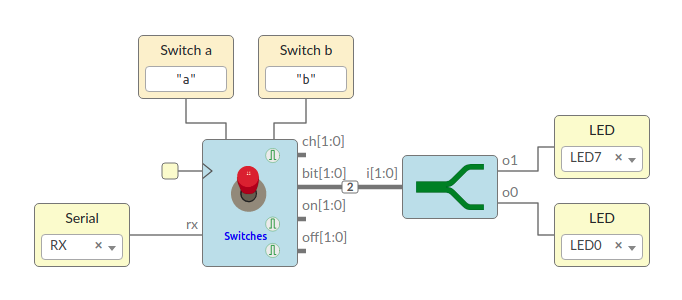 Switch a
"a"
Switch b
"b"
ch[1:0]
bit[1:0]
2
i[1:0]
on[1:0]
off[1:0]
rx
Switches
Serial
RX × 
o1
o0
LED
LED7 ×
LED
LED0 ×